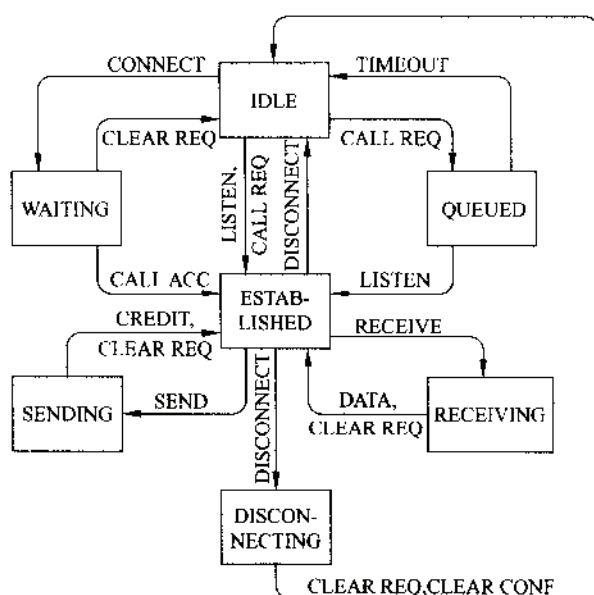 CONNECT
TIMEOUT
IDLE
CLEAR REQ
CALL REQ
WAITING
LISTEN,
CALL REQ
DISCONNECT
QUEUED
CALL ACC
LISTEN
ESTAB-
LISHED
CREDIT,
CLEAR REQ
RECEIVE
SENDING
SEND
DISCONNECT
DATA,
CLEAR REQ
RECEIVING
DISCON-
NECTING
CLEAR REQ,CLEAR CONF